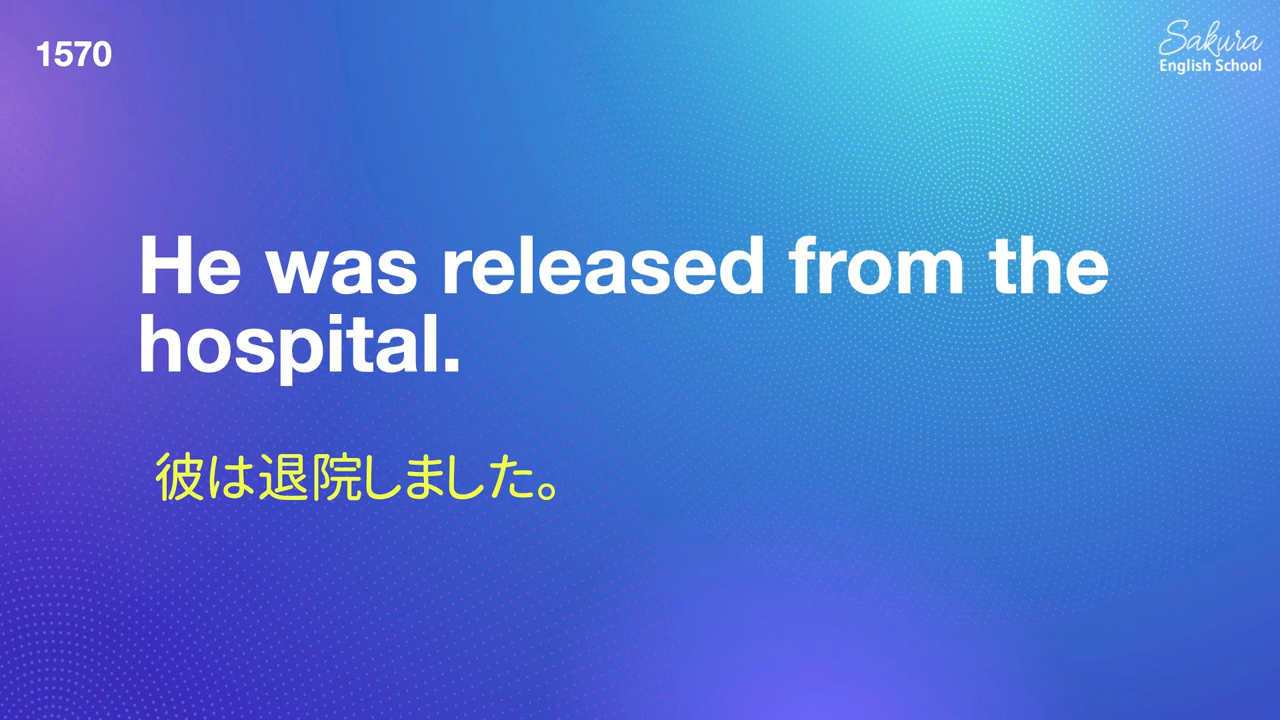 1570
Sakura
English School
He was released from the
hospital.
彼は退院しました。